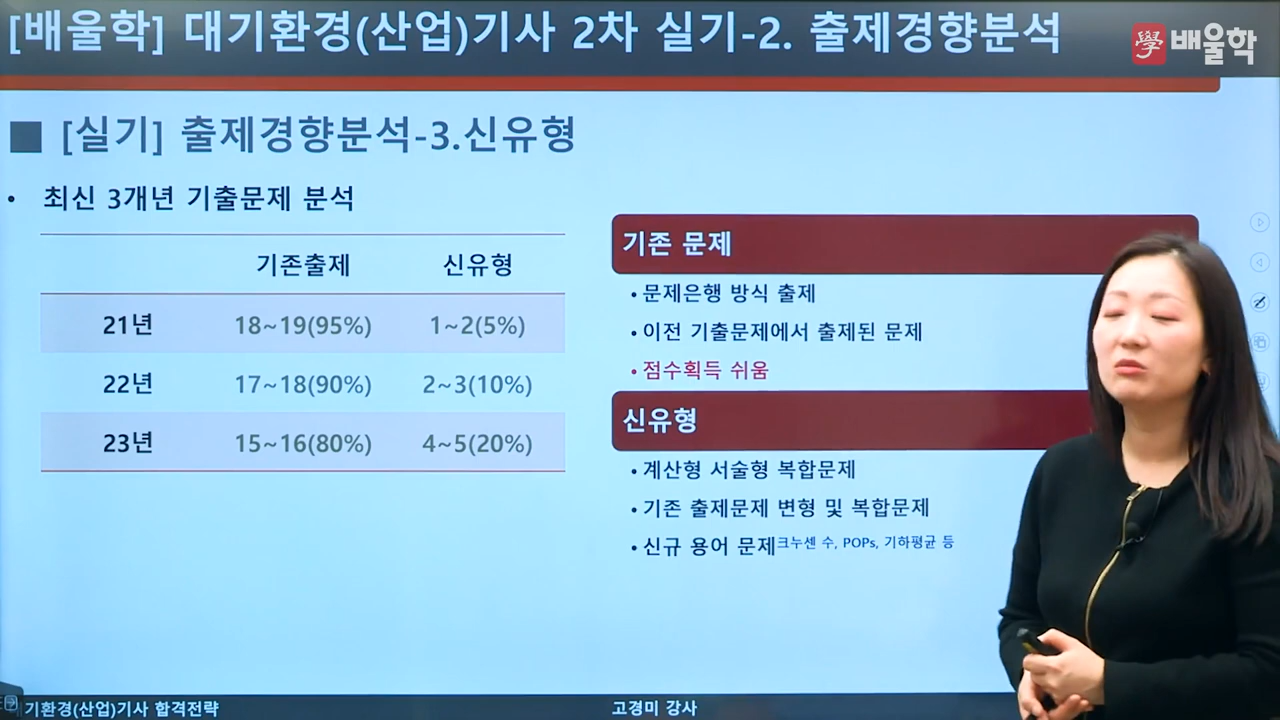 [배울학] 대기환경(산업)기사 2차 실기-2. 출제경향분석
學 배울학
■ [실기] 출제경향분석-3.신유형
• 최신 3개년 기출문제 분석
기존출제 신유형
21년 18~19(95%) 1~2(5%)
22년 17~18(90%) 2~3(10%)
23년 15~16(80%) 4~5(20%)
기존 문제
• 문제은행 방식 출제
• 이전 기출문제에서 출제된 문제
• 점수획득 쉬움
신유형
• 계산형 서술형 복합문제
• 기존 출제문제 변형 및 복합문제
• 신규 용어 문제크누센 수, POPs, 기하평균 등
기환경(산업)기사 합격전략
고경미 강사